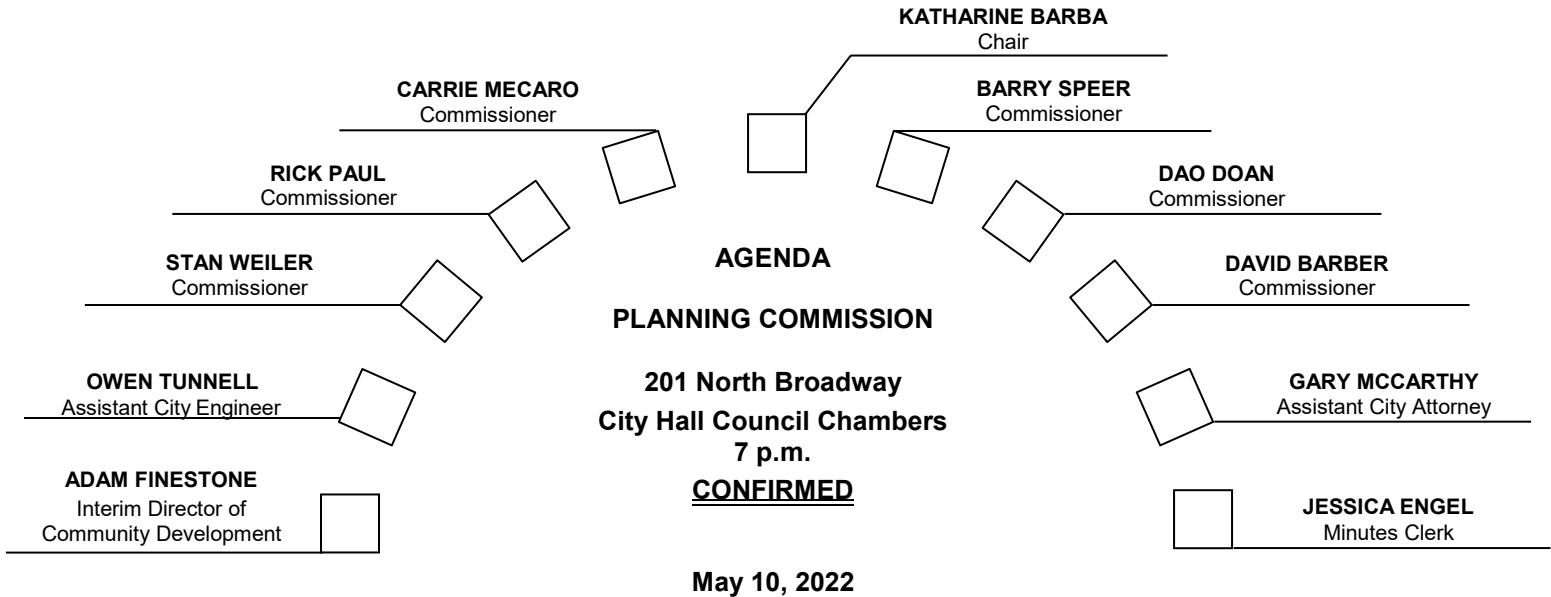 KATHARINE BARBA
Chair
CARRIE MECARO
Commissioner
BARRY SPEER
Commissioner
RICK PAUL
Commissioner
DAO DOAN
Commissioner
STAN WEILER
Commissioner
AGENDA
DAVID BARBER
Commissioner
PLANNING COMMISSION
OWEN TUNNELL
Assistant City Engineer
201 North Broadway
City Hall Council Chambers
7 p.m.
GARY MCCARTHY
Assistant City Attorney
ADAM FINESTONE
Interim Director of
Community Development
CONFIRMED
JESSICA ENGEL
Minutes Clerk
May 10, 2022